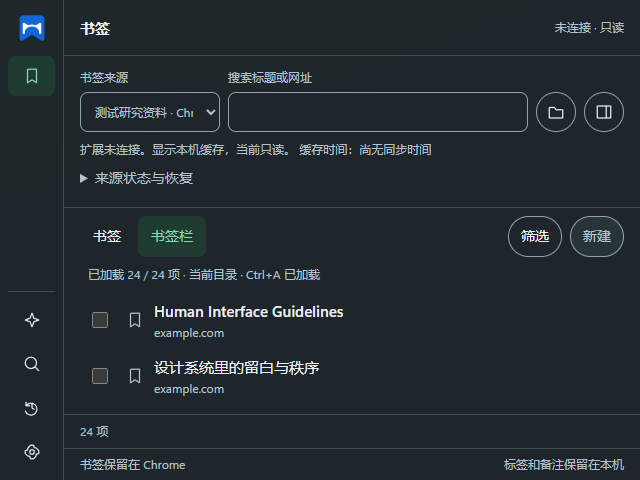 书签
未连接 · 只读
书签来源
搜索标题或网址
测试研究资料 · Chr
扩展未连接。显示本机缓存，当前只读。 缓存时间：尚无同步时间
来源状态与恢复
书签
书签栏
筛选
新建
已加载 24 / 24 项 · 当前目录 · Ctrl+A 已加载
Human Interface Guidelines
example.com
设计系统里的留白与秩序
example.com
24 项
书签保留在 Chrome
标签和备注保留在本机